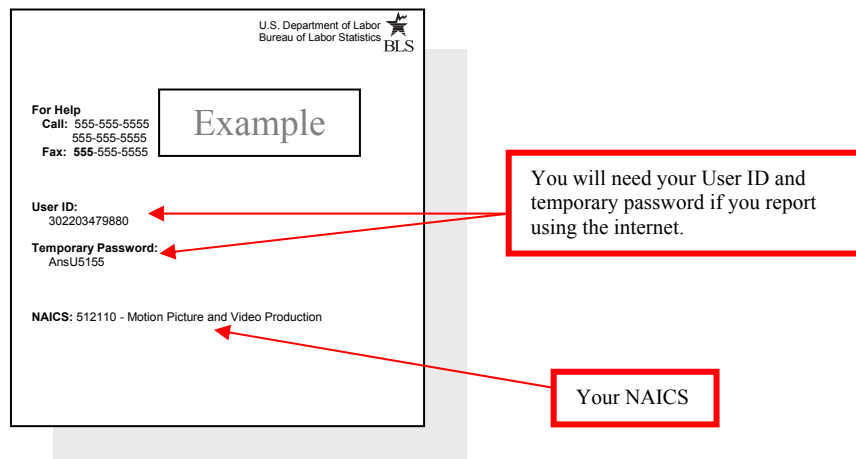 U.S. Department of Labor
Bureau of Labor Statistics
BLS
For Help
Call: 555-555-5555
555-555-5555
Fax: 555-555-5555
Example
User ID:
302203479880
Temporary Password:
AnsU5155
NAICS: 512110 - Motion Picture and Video Production
You will need your User ID and
temporary password if you report
using the internet.
Your NAICS